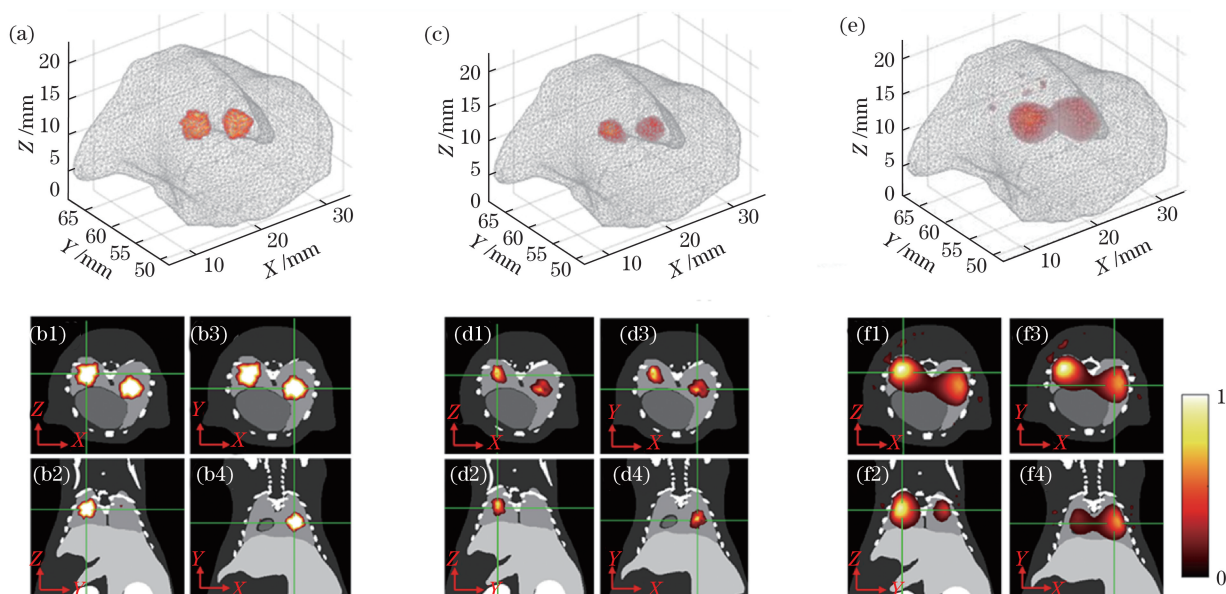 (a)
20
15
10
5
0
Z/mm
65
60
55
50
Y/mm
10
20
30
X/mm
(c)
20
15
10
5
0
Z/mm
65
60
55
50
Y/mm
10
20
30
X/mm
(e)
20
15
10
5
0
Z/mm
65
60
55
50
Y/mm
10
20
30
X/mm
(b1)
Z
X
(b3)
Y
X
(b2)
Z
Y
(b4)
Y
X
(d1)
Z
X
(d3)
Y
X
(d2)
Z
Y
(d4)
Y
X
(f1)
Z
X
(f3)
Y
X
(f2)
Z
Y
(f4)
Y
X
1
0